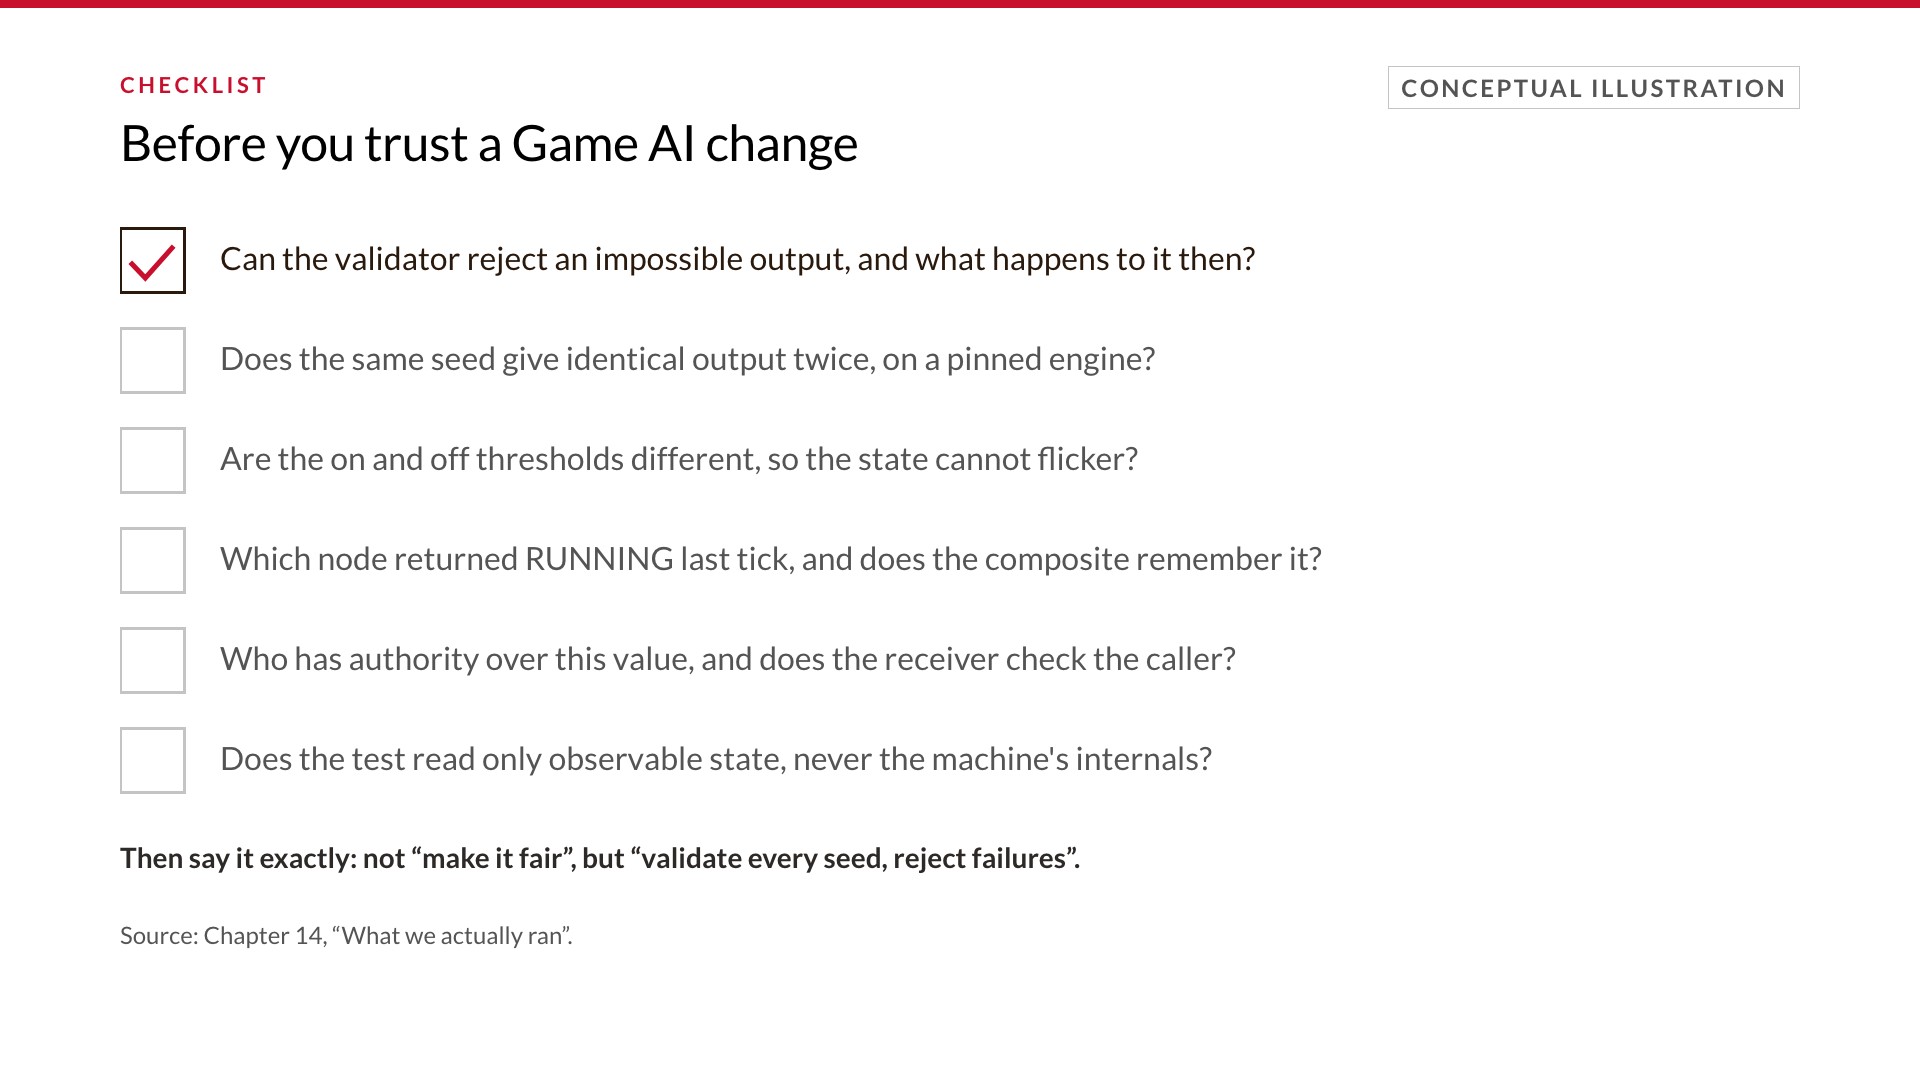 CHECKLIST
CONCEPTUAL ILLUSTRATION
Before you trust a Game AI change
Can the validator reject an impossible output, and what happens to it then?
Does the same seed give identical output twice, on a pinned engine?
Are the on and off thresholds different, so the state cannot flicker?
Which node returned RUNNING last tick, and does the composite remember it?
Who has authority over this value, and does the receiver check the caller?
Does the test read only observable state, never the machine's internals?
Then say it exactly: not “make it fair”, but “validate every seed, reject failures”.
Source: Chapter 14, “What we actually ran”.